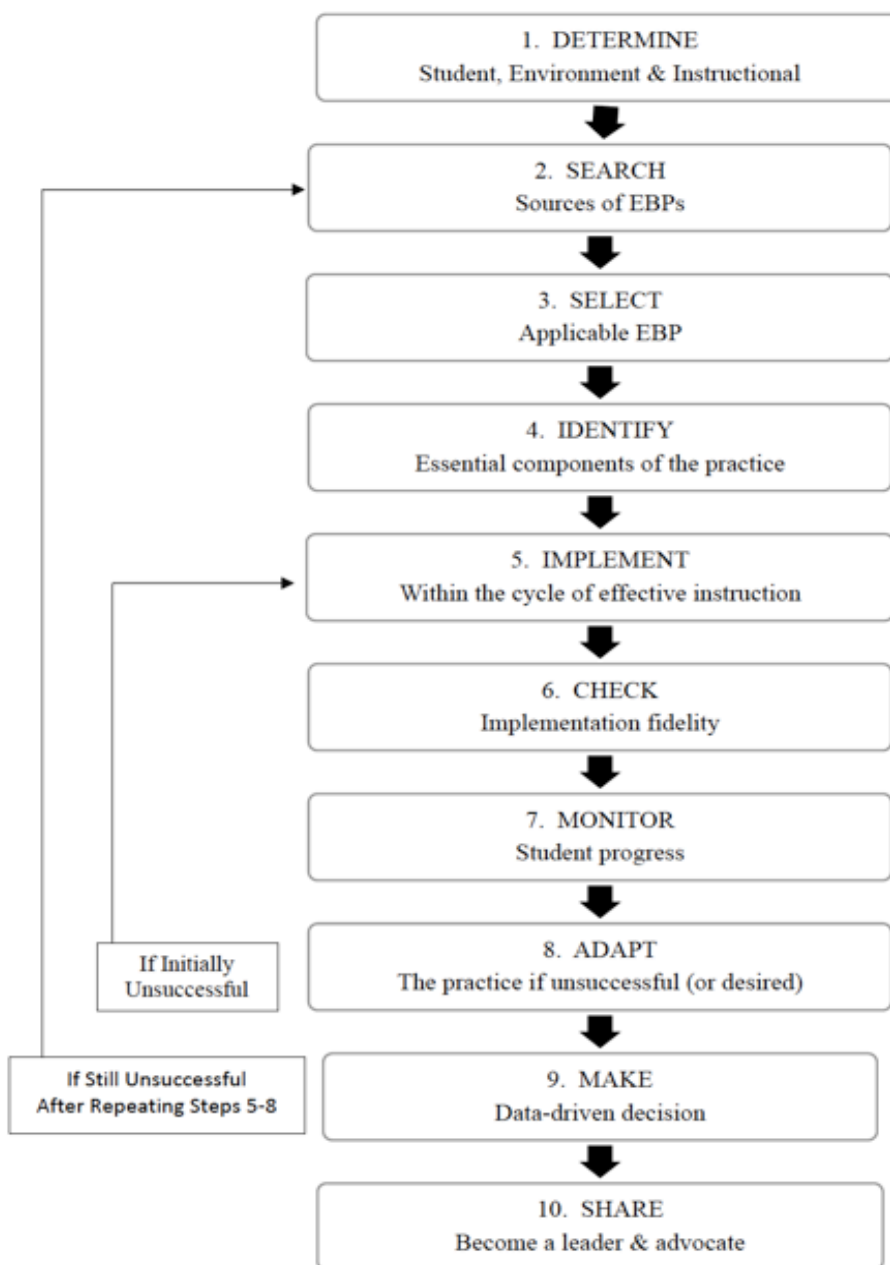 1. DETERMINE
Student, Environment & Instructional
2. SEARCH
Sources of EBPs
3. SELECT
Applicable EBP
4. IDENTIFY
Essential components of the practice
5. IMPLEMENT
Within the cycle of effective instruction
6. CHECK
Implementation fidelity
7. MONITOR
Student progress
If Initially
Unsuccessful
8. ADAPT
The practice if unsuccessful (or desired)
If Still Unsuccessful
After Repeating Steps 5-8
9. MAKE
Data-driven decision
10. SHARE
Become a leader & advocate